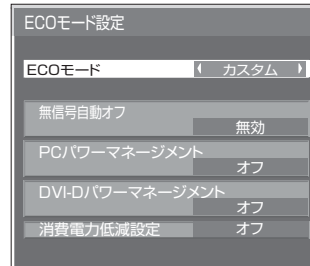 ECOモード設定
ECOモード カスタム
無信号自動オフ
無効
PCパワーマネージメント
オフ
DVI-Dパワーマネージメント
オフ
消費電力低減設定 オフ